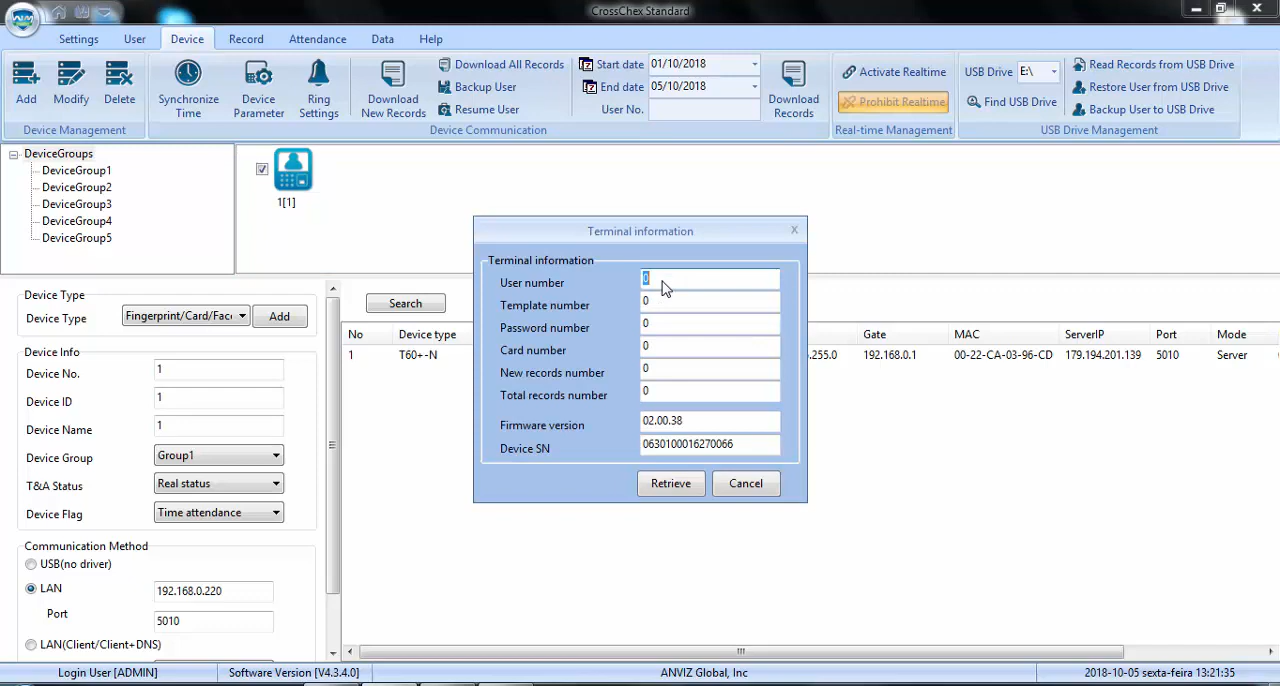 CrossChex Standard
Settings User Device Record Attendance Data Help
Add Modify Delete
Device Management
Synchronize Time
Device Parameter
Ring Settings
Download New Records
Download All Records
Backup User
Resume User
Start date 01/10/2018
End date 05/10/2018
User No.
Download Records
Device Communication
Activate Realtime
Prohibit Realtime
Real-time Management
USB Drive E:\
Find USB Drive
Read Records from USB Drive
Restore User from USB Drive
Backup User to USB Drive
USB Drive Management
DeviceGroups
DeviceGroup1
DeviceGroup2
DeviceGroup3
DeviceGroup4
DeviceGroup5
1[1]
Device Type
Device Type Fingerprint/Card/Fac Add
Device Info
Device No. 1
Device ID 1
Device Name 1
Device Group Group1
T&A Status Real status
Device Flag Time attendance
Communication Method
USB(no driver)
LAN 192.168.0.220
Port 5010
LAN(Client/Client+DNS)
Search
No Device type Gate MAC ServerIP Port Mode
1 T60+-N .255.0 192.168.0.1 00-22-CA-03-96-CD 179.194.201.139 5010 Server
Terminal information X
Terminal information
User number 0
Template number 0
Password number 0
Card number 0
New records number 0
Total records number 0
Firmware version 02.00.38
Device SN 0630100016270066
Retrieve Cancel
Login User [ADMIN] Software Version [V4.3.4.0] ANVIZ Global, Inc 2018-10-05 sexta-feira 13:21:35